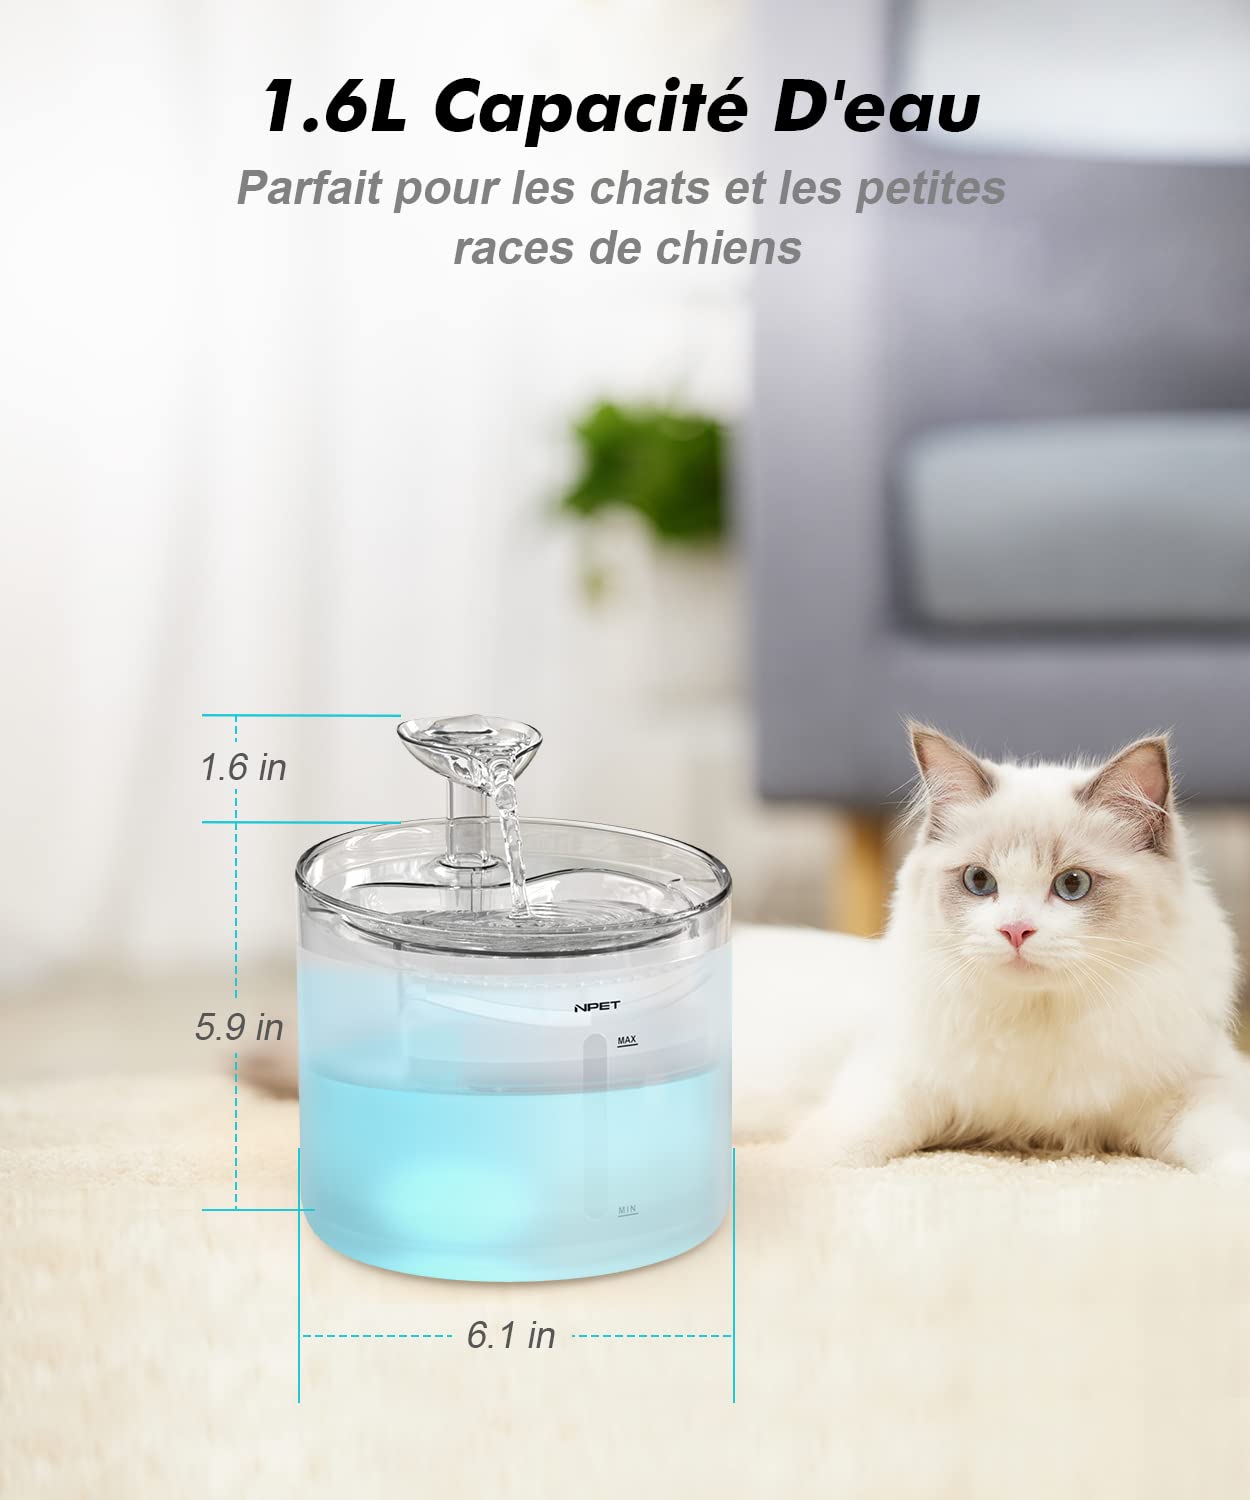 1.6L Capacité D'eau
Parfait pour les chats et les petites
races de chiens
1.6 in
5.9 in
NPET
MAX
MIN
6.1 in